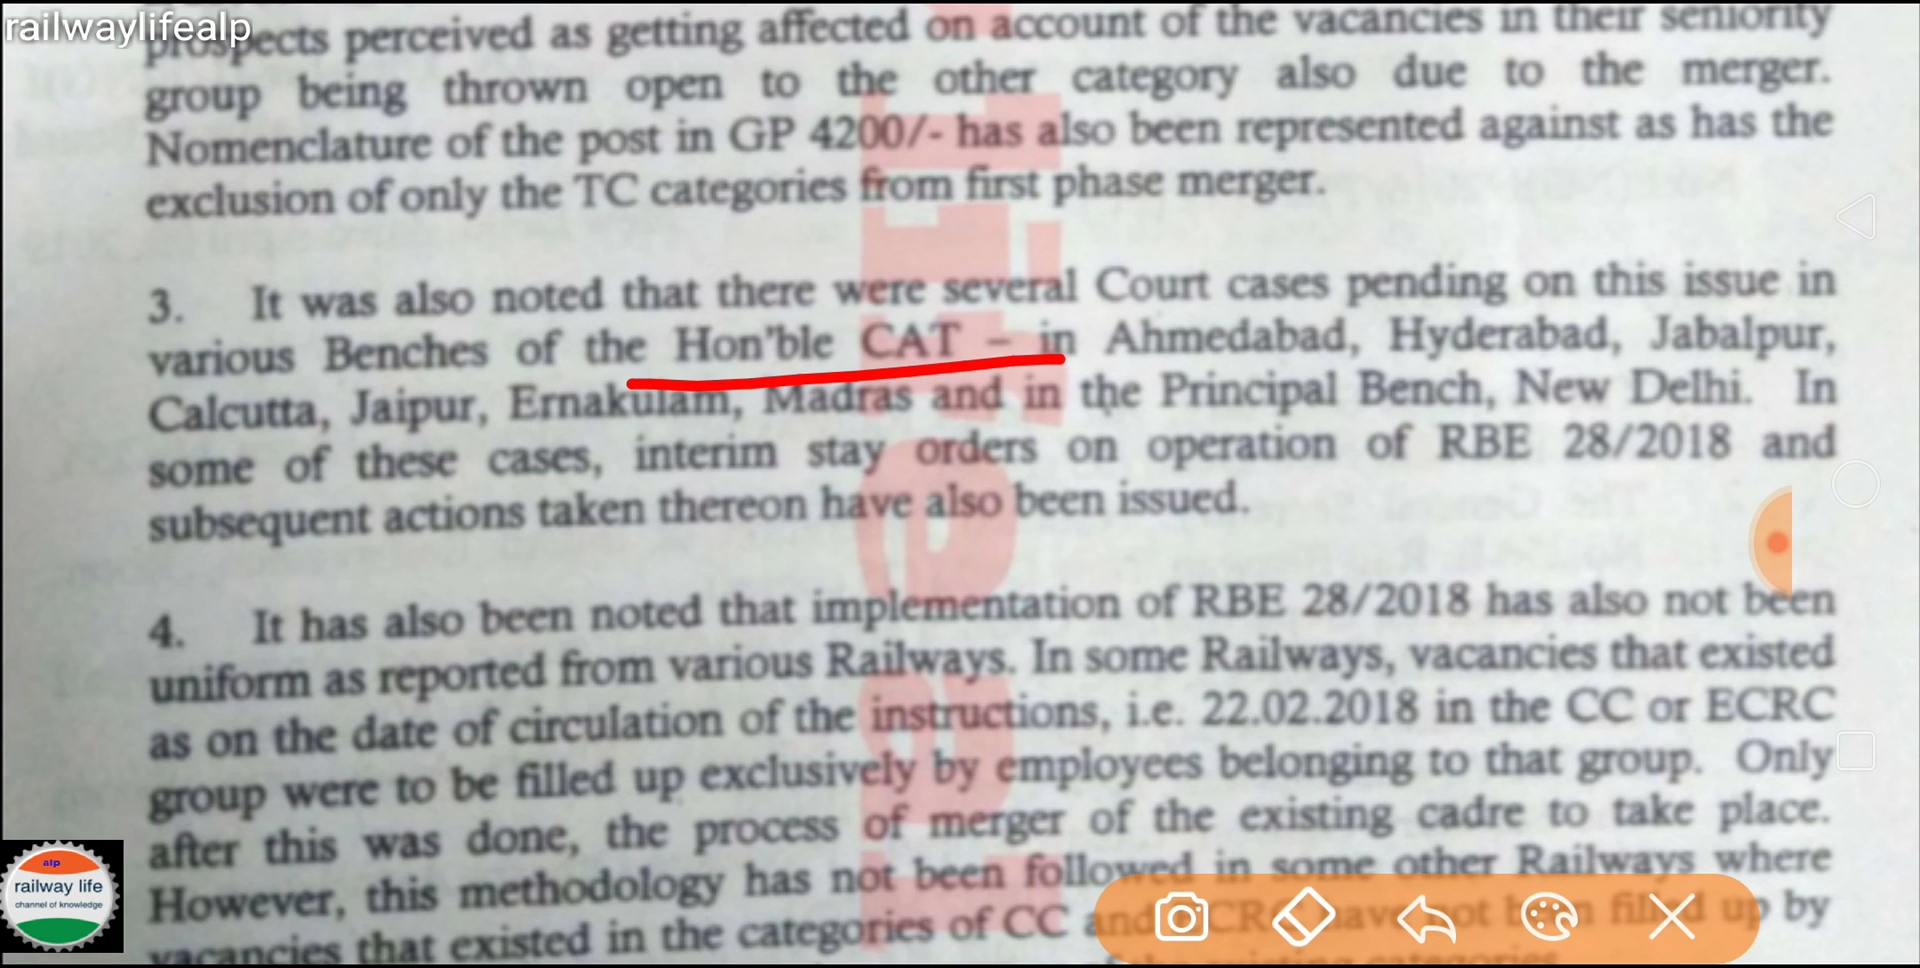 railwaylifealp
prospects perceived as getting affected on account of the vacancies in their seniority
group being thrown open to the other category also due to the merger.
Nomenclature of the post in GP 4200/- has also been represented against as has the
exclusion of only the TC categories from first phase merger.
3. It was also noted that there were several Court cases pending on this issue in
various Benches of the Hon'ble CAT – in Ahmedabad, Hyderabad, Jabalpur,
Calcutta, Jaipur, Ernakulam, Madras and in the Principal Bench, New Delhi. In
some of these cases, interim stay orders on operation of RBE 28/2018 and
subsequent actions taken thereon have also been issued.
4. It has also been noted that implementation of RBE 28/2018 has also not been
uniform as reported from various Railways. In some Railways, vacancies that existed
as on the date of circulation of the instructions, i.e. 22.02.2018 in the CC or ECRC
group were to be filled up exclusively by employees belonging to that group. Only
after this was done, the process of merger of the existing cadre to take place.
However, this methodology has not been followed in some other Railways where
vacancies that existed in the categories of CC and ECRC have not been filled up by
the existing categories
alp
railway life
channel of knowledge